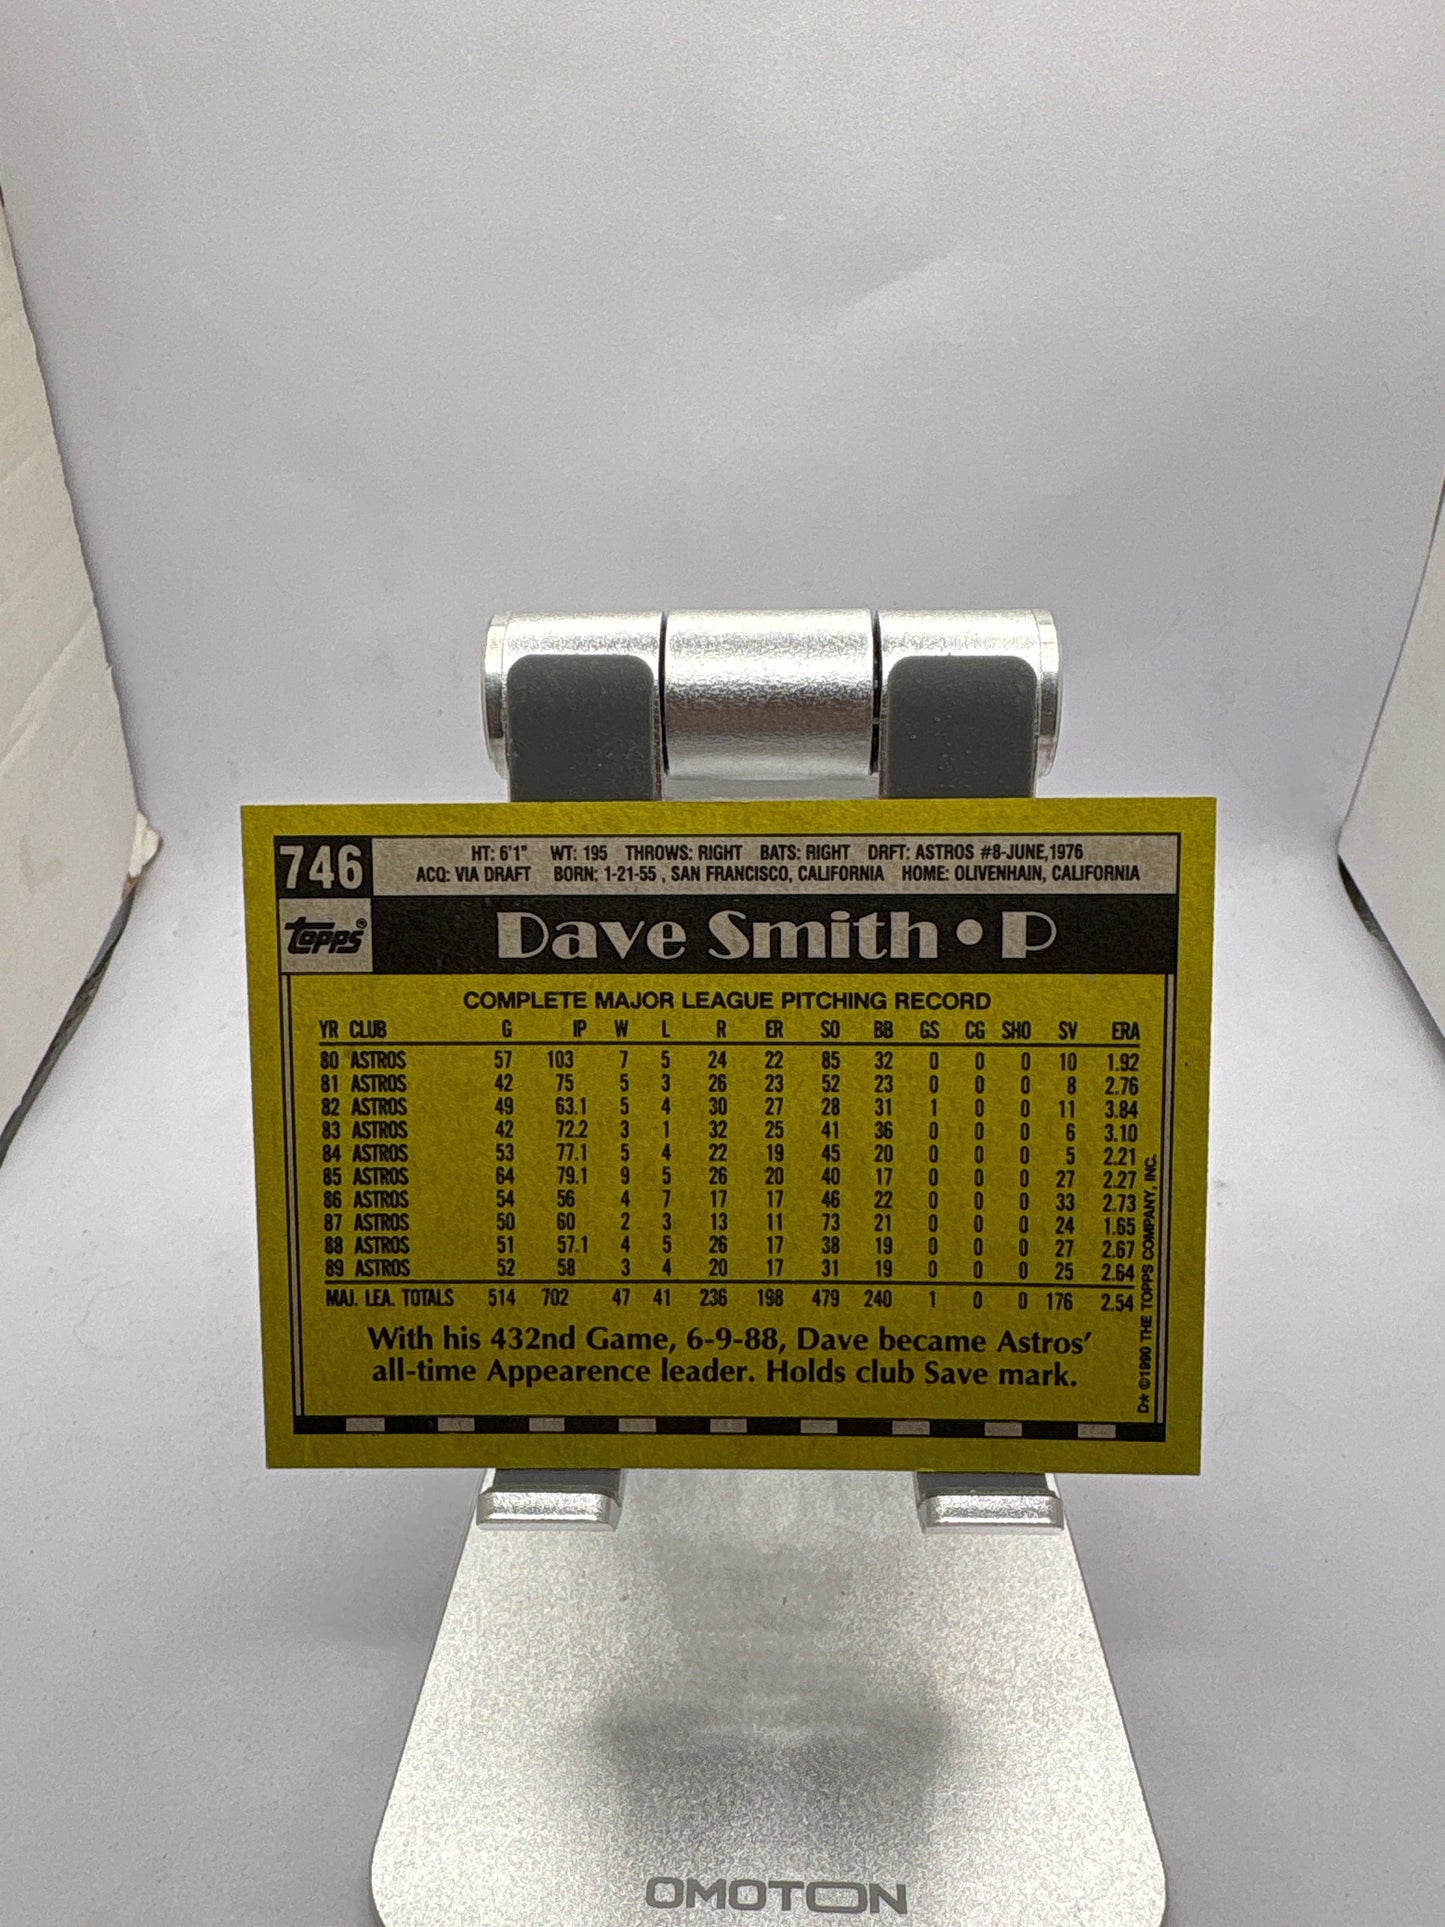 746 HT: 6'1" WT: 195 THROWS: RIGHT BATS: RIGHT DRFT: ASTROS #8-JUNE,1976
ACQ: VIA DRAFT BORN: 1-21-55 , SAN FRANCISCO, CALIFORNIA HOME: OLIVENHAIN, CALIFORNIA
Topps® Dave Smith • P
COMPLETE MAJOR LEAGUE PITCHING RECORD
YR CLUB G IP W L R ER SO BB GS CG SHO SV ERA
80 ASTROS 57 103 7 5 24 22 85 32 0 0 0 10 1.92
81 ASTROS 42 75 5 3 26 23 52 23 0 0 0 8 2.76
82 ASTROS 49 63.1 5 4 30 27 28 31 1 0 0 11 3.84
83 ASTROS 42 72.2 3 1 32 25 41 36 0 0 0 6 3.10
84 ASTROS 53 77.1 5 4 22 19 45 20 0 0 0 5 2.21
85 ASTROS 64 79.1 9 5 26 20 40 17 0 0 0 27 2.27
86 ASTROS 54 56 4 7 17 17 46 22 0 0 0 33 2.73
87 ASTROS 50 60 2 3 13 11 73 21 0 0 0 24 1.65
88 ASTROS 51 57.1 4 5 26 17 38 19 0 0 0 27 2.67
89 ASTROS 52 58 3 4 20 17 31 19 0 0 0 25 2.64
MAJ. LEA. TOTALS 514 702 47 41 236 198 479 240 1 0 0 176 2.54
With his 432nd Game, 6-9-88, Dave became Astros'
all-time Appearence leader. Holds club Save mark.
D* ©1990 THE TOPPS COMPANY, INC.
OMOTON